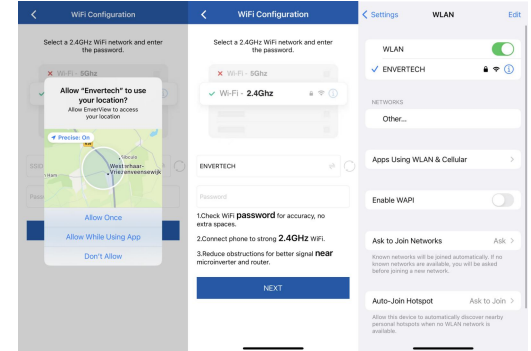 WiFi Configuration
Select a 2.4GHz WiFi network and enter
the password.
Wi-Fi - 5Ghz
Allow “Envertech” to use
your location?
Allow EnverView to access
your location
Precise: On
Sibculo
Westerhaar-
Vriezenveensewijk
Ham
SSID
Allow Once
Allow While Using App
Don't Allow
WiFi Configuration
Select a 2.4GHz WiFi network and enter
the password.
Wi-Fi - 5Ghz
Wi-Fi - 2.4Ghz
ENVERTECH
Password
1.Check WiFi password for accuracy, no
extra spaces.
2.Connect phone to strong 2.4GHz WiFi.
3.Reduce obstructions for better signal near
microinverter and router.
NEXT
Settings
WLAN
Edit
WLAN
ENVERTECH
NETWORKS
Other...
Apps Using WLAN & Cellular
Enable WAPI
Ask to Join Networks
Ask
Known networks will be joined automatically. If no
known networks are available, you will be asked
before joining a new network.
Auto-Join Hotspot
Ask to Join
Allow this device to automatically discover nearby
personal hotspots when no WLAN network is
available.